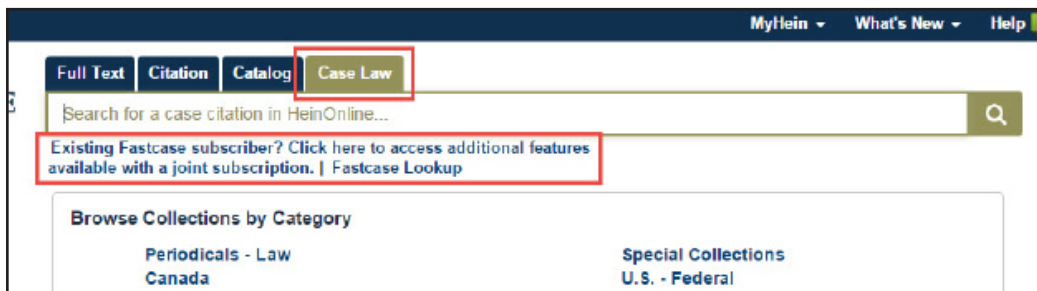 MyHein What's New Help
Full Text Citation Catalog Case Law
Search for a case citation in HeinOnline...
Existing Fastcase subscriber? Click here to access additional features
available with a joint subscription. | Fastcase Lookup
Browse Collections by Category
Periodicals - Law Special Collections
Canada U.S. - Federal